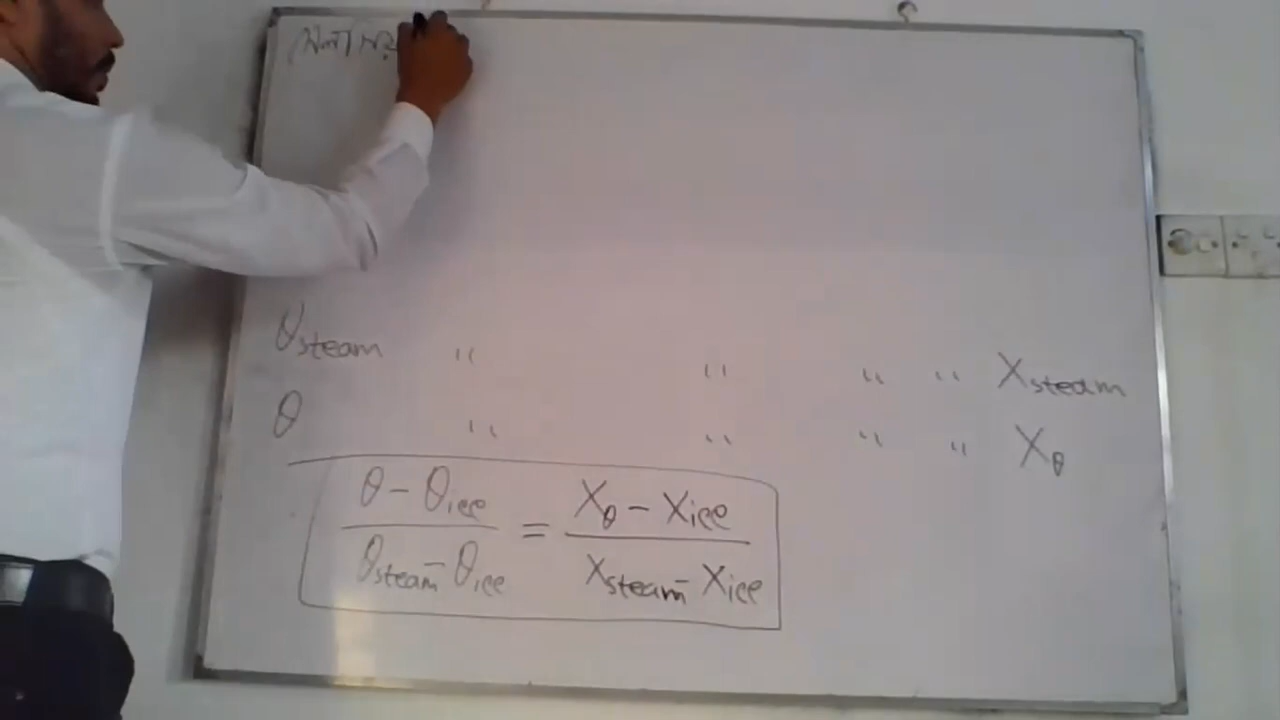 θsteam " " " " Xsteam
θ " " " " Xθ
θ - θice / θsteam - θice = Xθ - Xice / Xsteam - Xice